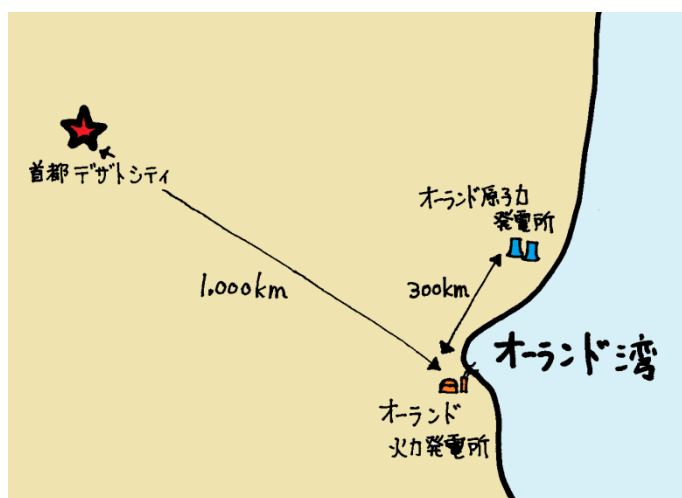 首都デザトシティ
オーランド原子力
発電所
1.000km
300km
オーランド湾
オーランド
火力発電所